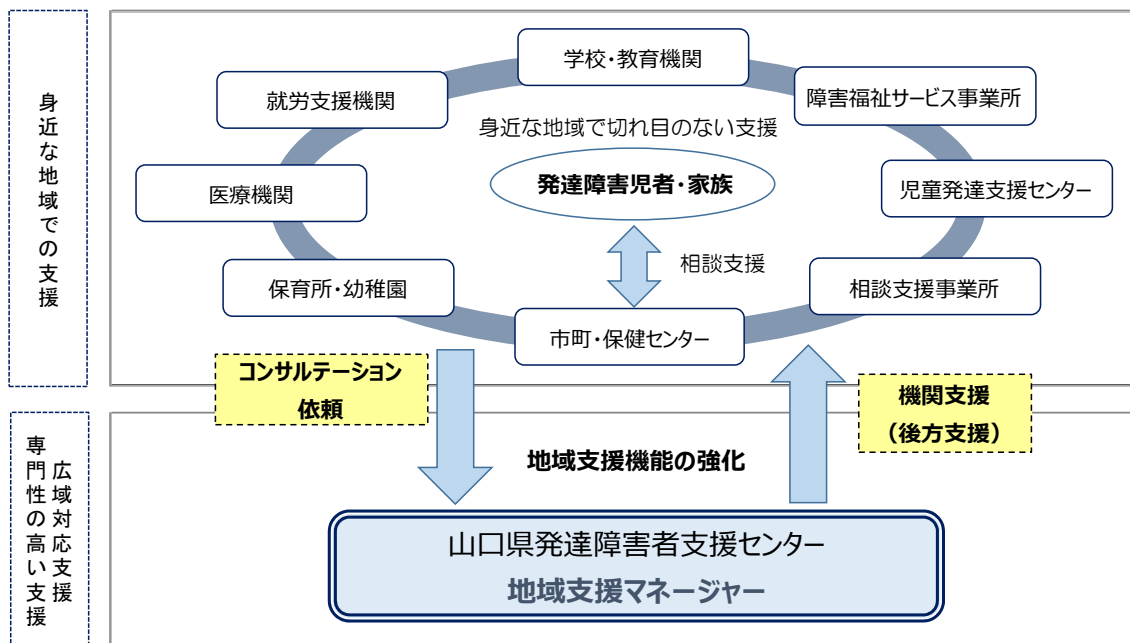 身近な地域での支援
学校・教育機関
就労支援機関
障害福祉サービス事業所
身近な地域で切れ目のない支援
医療機関
発達障害児者・家族
児童発達支援センター
相談支援
保育所・幼稚園
相談支援事業所
市町・保健センター
コンサルテーション
依頼
機関支援
（後方支援）
広域対応支援
専門性の高い支援
地域支援機能の強化
山口県発達障害者支援センター
地域支援マネージャー